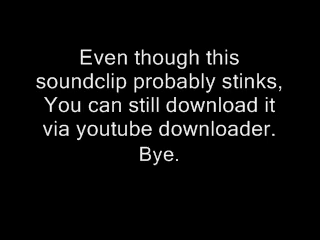 Even though this
soundclip probably stinks,
You can still download it
via youtube downloader.
Bye.